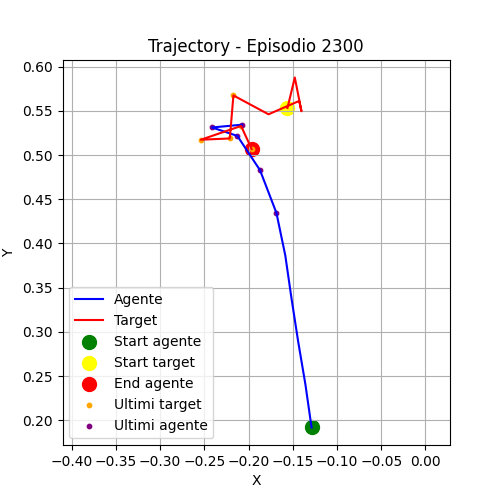 Trajectory - Episodio 2300
0.60
0.55
0.50
0.45
0.40
0.35
0.30
0.25
0.20
Y
Agente
Target
Start agente
Start target
End agente
Ultimi target
Ultimi agente
−0.40 −0.35 −0.30 −0.25 −0.20 −0.15 −0.10 −0.05 0.00
X